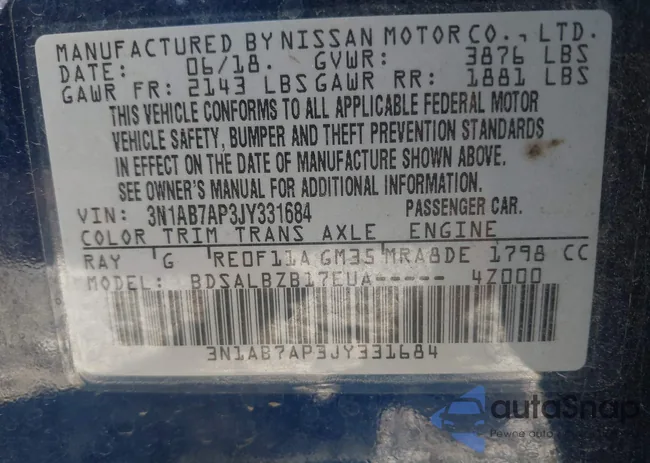 MANUFACTURED BY NISSAN MOTOR CO., LTD.
DATE: 06/18. GVWR: 3876 LBS
GAWR FR: 2143 LBS GAWR RR: 1881 LBS
THIS VEHICLE CONFORMS TO ALL APPLICABLE FEDERAL MOTOR
VEHICLE SAFETY, BUMPER AND THEFT PREVENTION STANDARDS
IN EFFECT ON THE DATE OF MANUFACTURE SHOWN ABOVE.
SEE OWNER'S MANUAL FOR ADDITIONAL INFORMATION.
VIN: 3N1AB7AP3JY331684 PASSENGER CAR
COLOR TRIM TRANS AXLE ENGINE
RAY G RE0F11A GM35 MRA8DE 1798 CC
MODEL: BDSALBZB17EUA----- 4Z000
3N1AB7AP3JY331684
autoSnap
Pewne auto